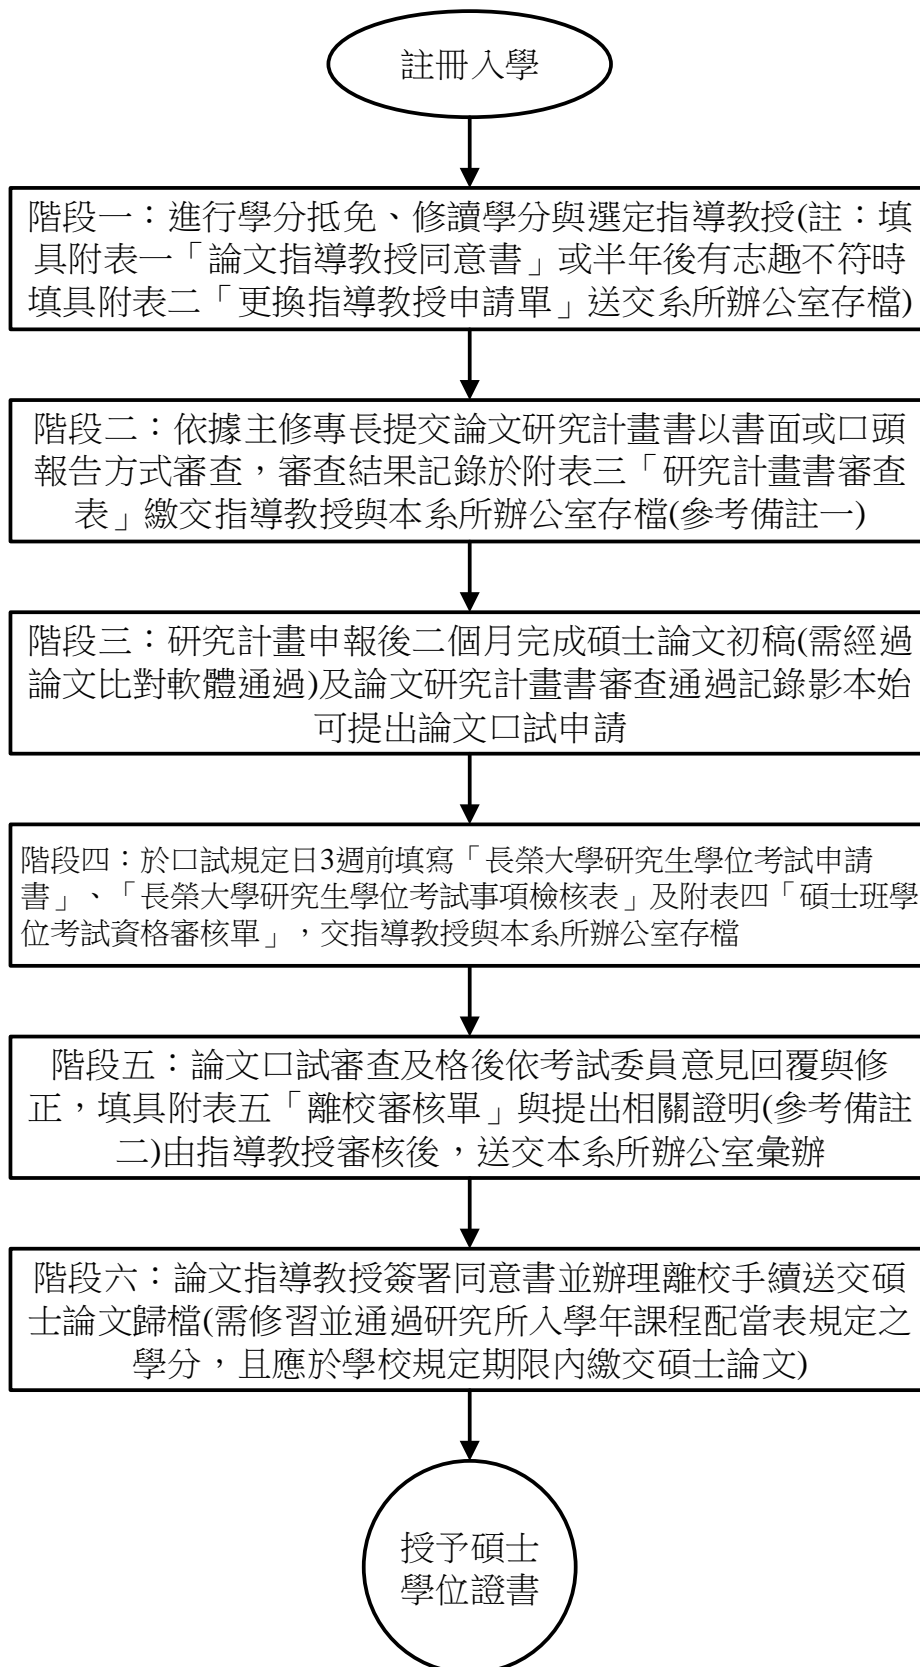 註冊入學
階段一：進行學分抵免、修讀學分與選定指導教授(註：填
具附表一「論文指導教授同意書」或半年後有志趣不符時
填具附表二「更換指導教授申請單」送交系所辦公室存檔)
階段二：依據主修專長提交論文研究計畫書以書面或口頭
報告方式審查，審查結果記錄於附表三「研究計畫書審查
表」繳交指導教授與本系所辦公室存檔(參考備註一)
階段三：研究計畫申報後二個月完成碩士論文初稿(需經過
論文比對軟體通過)及論文研究計畫書審查通過記錄影本始
可提出論文口試申請
階段四：於口試規定日3週前填寫「長榮大學研究生學位考試申請
書」、「長榮大學研究生學位考試事項檢核表」及附表四「碩士班學
位考試資格審核單」，交指導教授與本系所辦公室存檔
階段五：論文口試審查及格後依考試委員意見回覆與修
正，填具附表五「離校審核單」與提出相關證明(參考備註
二)由指導教授審核後，送交本系所辦公室彙辦
階段六：論文指導教授簽署同意書並辦理離校手續送交碩
士論文歸檔(需修習並通過研究所入學年課程配當表規定之
學分，且應於學校規定期限內繳交碩士論文)
授予碩士
學位證書